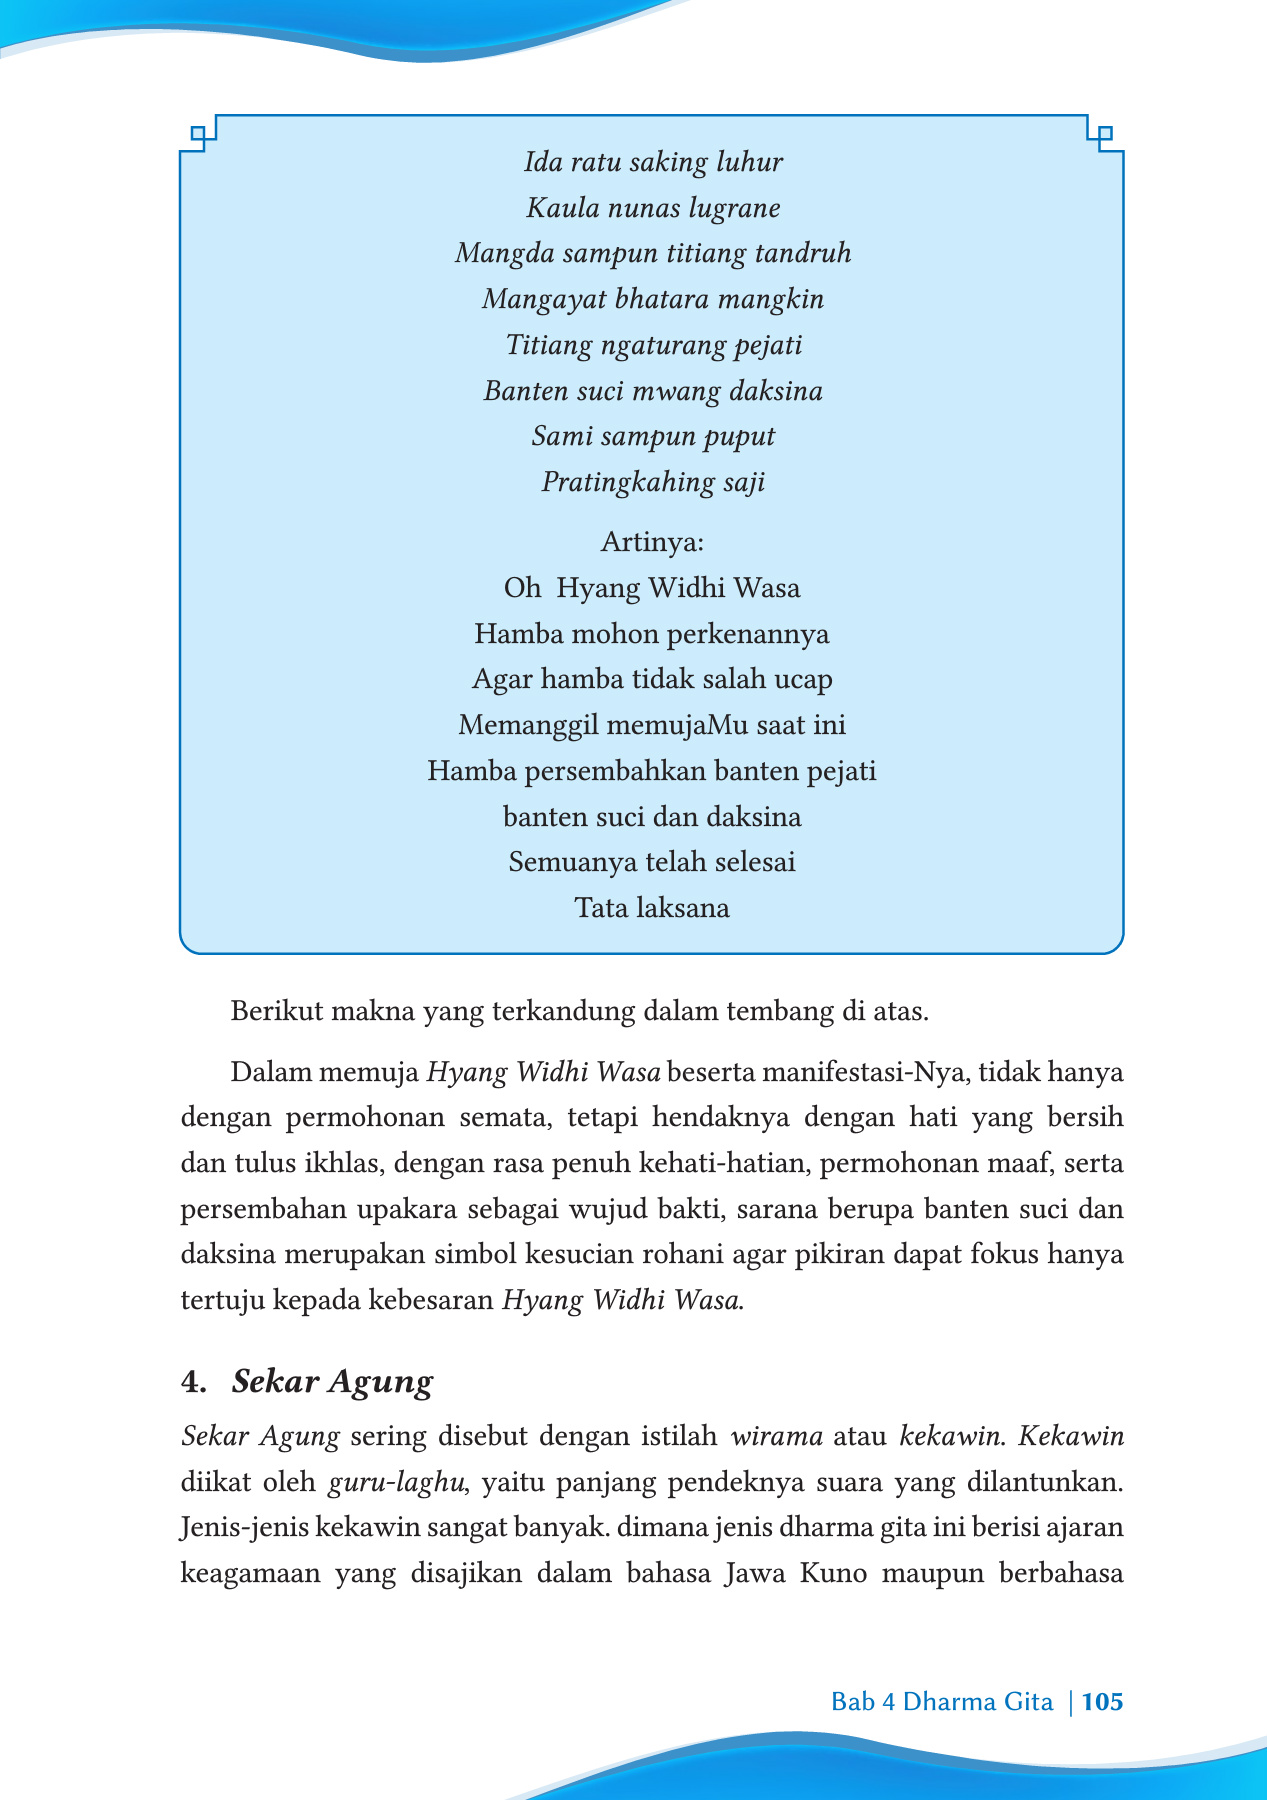 Ida ratu saking luhur
Kaula nunas lugrane
Mangda sampun titiang tandruh
Mangayat bhatara mangkin
Titiang ngaturang pejati
Banten suci mwang daksina
Sami sampun puput
Pratingkahing saji
Artinya:
Oh  Hyang Widhi Wasa
Hamba mohon perkenannya
Agar hamba tidak salah ucap
Memanggil memujaMu saat ini
Hamba persembahkan banten pejati
banten suci dan daksina
Semuanya telah selesai
Tata laksana
Berikut makna yang terkandung dalam tembang di atas.
Dalam memuja Hyang Widhi Wasa beserta manifestasi-Nya, tidak hanya
dengan permohonan semata, tetapi hendaknya dengan hati yang bersih
dan tulus ikhlas, dengan rasa penuh kehati-hatian, permohonan maaf, serta
persembahan upakara sebagai wujud bakti, sarana berupa banten suci dan
daksina merupakan simbol kesucian rohani agar pikiran dapat fokus hanya
tertuju kepada kebesaran Hyang Widhi Wasa.
4. Sekar Agung
Sekar Agung sering disebut dengan istilah wirama atau kekawin. Kekawin
diikat oleh guru-laghu, yaitu panjang pendeknya suara yang dilantunkan.
Jenis-jenis kekawin sangat banyak. dimana jenis dharma gita ini berisi ajaran
keagamaan yang disajikan dalam bahasa Jawa Kuno maupun berbahasa
Bab 4 Dharma Gita | 105